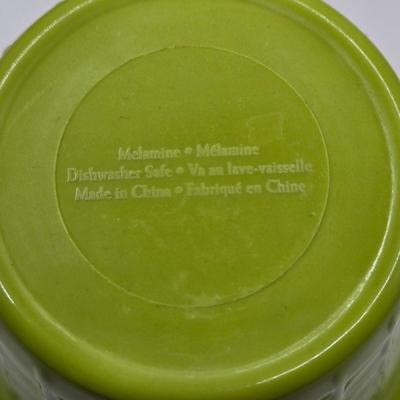 Melamine • Mélamine
Dishwasher Safe • Va au lave-vaisselle
Made in China • Fabriqué en Chine